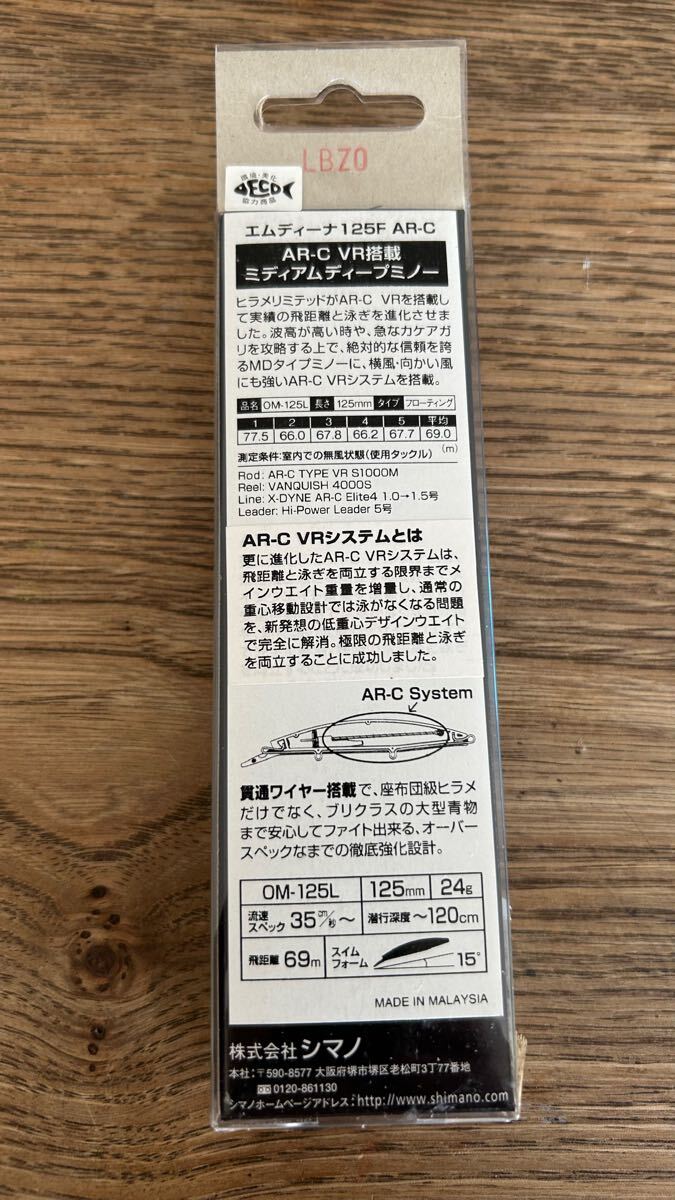 LBZO
環境・美化
ECO
協力商品
エムディーナ125F AR-C
AR-C VR搭載
ミディアムディープミノー
ヒラメリミテッドがAR-C VRを搭載し
て実績の飛距離と泳ぎを進化させま
した。波高が高い時や、急なカケアガ
リを攻略する上で、絶対的な信頼を誇
るMDタイプミノーに、横風・向かい風
にも強いAR-C VRシステムを搭載。
品名 OM-125L 長さ 125mm タイプ フローティング
1 2 3 4 5 平均
77.5 66.0 67.8 66.2 67.7 69.0
(m)
測定条件:室内での無風状態(使用タックル)
Rod: AR-C TYPE VR S1000M
Reel: VANQUISH 4000S
Line: X-DYNE AR-C Elite4 1.0→1.5号
Leader: Hi-Power Leader 5号
AR-C VRシステムとは
更に進化したAR-C VRシステムは、
飛距離と泳ぎを両立する限界までメ
インウエイト重量を増量し、通常の
重心移動設計では泳がなくなる問題
を、新発想の低重心デザインウエイト
で完全に解消。極限の飛距離と泳ぎ
を両立することに成功しました。
AR-C System
貫通ワイヤー搭載で、座布団級ヒラメ
だけでなく、ブリクラスの大型青物
まで安心してファイト出来る、オーバー
スペックなまでの徹底強化設計。
OM-125L 125mm 24g
流速スペック 35cm/秒〜 潜行深度〜120cm
飛距離 69m スイムフォーム 15°
MADE IN MALAYSIA
株式会社シマノ
本社:〒590-8577 大阪府堺市堺区老松町3丁77番地
0120-861130
シマノホームページアドレス:http://www.shimano.com